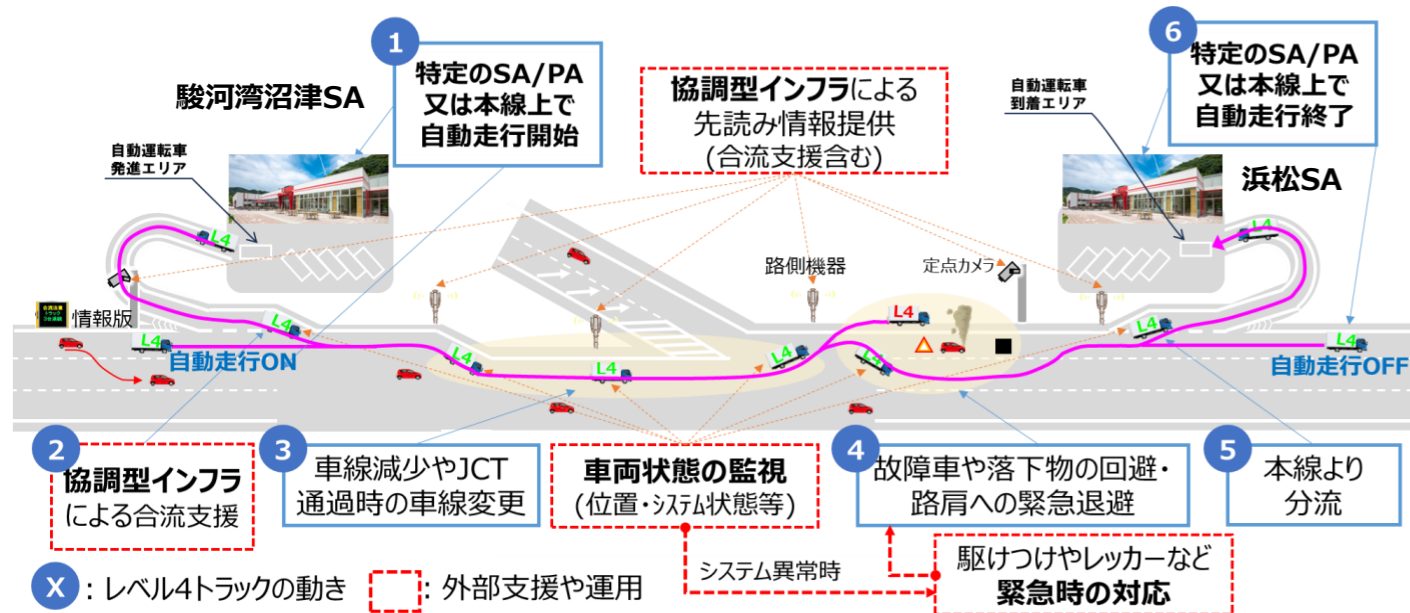 1
特定のSA/PA
又は本線上で
自動走行開始
駿河湾沼津SA
自動運転車
発進エリア
協調型インフラによる
先読み情報提供
(合流支援含む)
6
特定のSA/PA
又は本線上で
自動走行終了
自動運転車
到着エリア
浜松SA
L4
L4
路側機器
定点カメラ
情報版
L4
L4
自動走行ON
L4
L4
L4
L4
L4
L4
L4
自動走行OFF
2
協調型インフラ
による合流支援
3
車線減少やJCT
通過時の車線変更
車両状態の監視
(位置・システム状態等)
4
故障車や落下物の回避・
路肩への緊急退避
5
本線より
分流
システム異常時
駆けつけやレッカーなど
緊急時の対応
X
：レベル4トラックの動き
：外部支援や運用